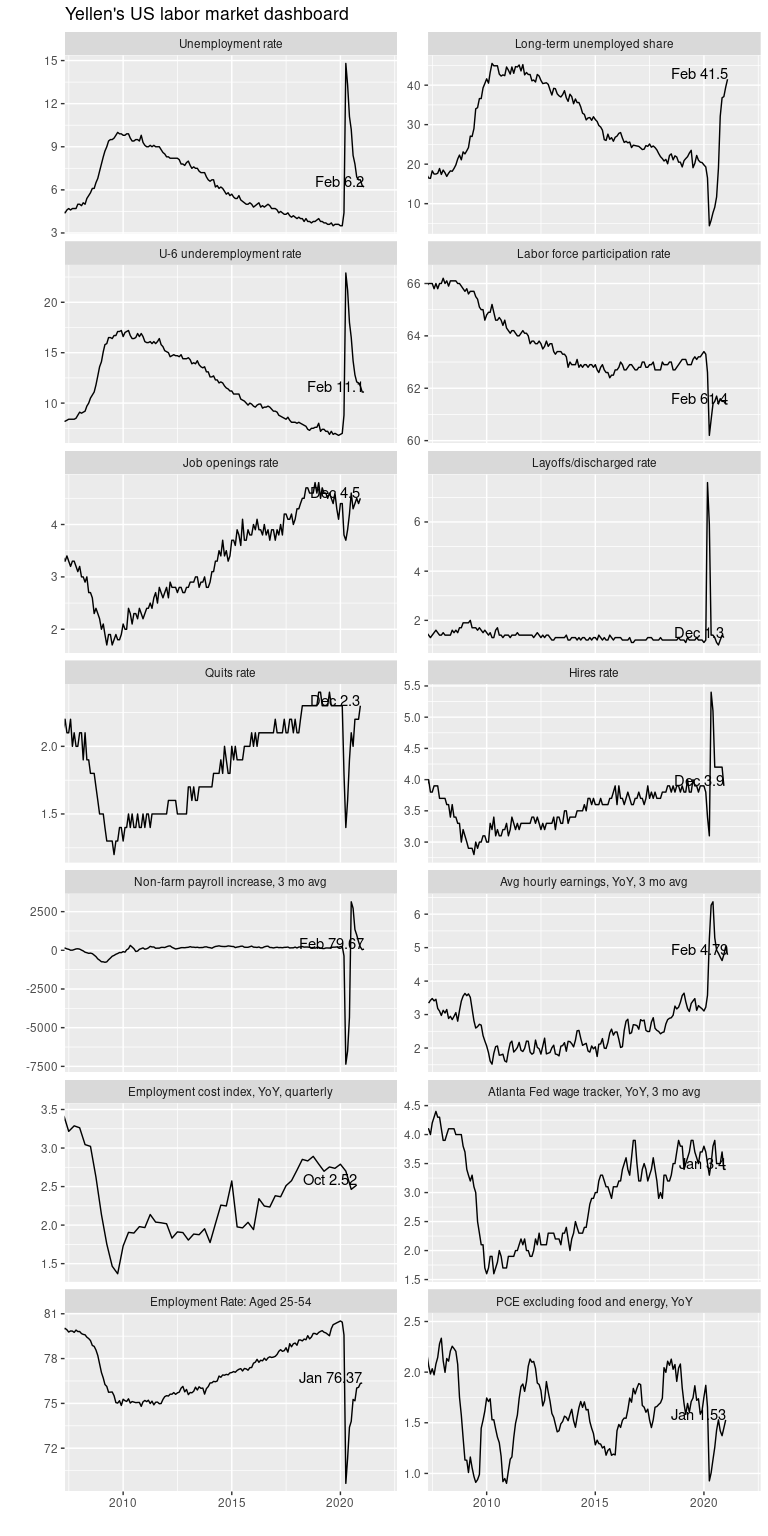 Yellen's US labor market dashboard
Unemployment rate
Long-term unemployed share
15
12
9
6
3
Feb 6.2
40
30
20
10
Feb 41.5
U-6 underemployment rate
Labor force participation rate
20
15
10
Feb 11.1
66
64
62
60
Feb 61.4
Job openings rate
Layoffs/discharged rate
4
3
2
Dec 4.5
6
4
2
Dec 1.3
Quits rate
Hires rate
2.0
1.5
Dec 2.3
5.5
5.0
4.5
4.0
3.5
3.0
Dec 3.9
Non-farm payroll increase, 3 mo avg
Avg hourly earnings, YoY, 3 mo avg
2500
0
-2500
-5000
-7500
Feb 79.67
6
5
4
3
2
Feb 4.79
Employment cost index, YoY, quarterly
Atlanta Fed wage tracker, YoY, 3 mo avg
3.5
3.0
2.5
2.0
1.5
Oct 2.52
4.5
4.0
3.5
3.0
2.5
2.0
1.5
Jan 3.4
Employment Rate: Aged 25-54
PCE excluding food and energy, YoY
81
78
75
72
Jan 76.37
2.5
2.0
1.5
1.0
Jan 1.53
2010
2015
2020
2010
2015
2020